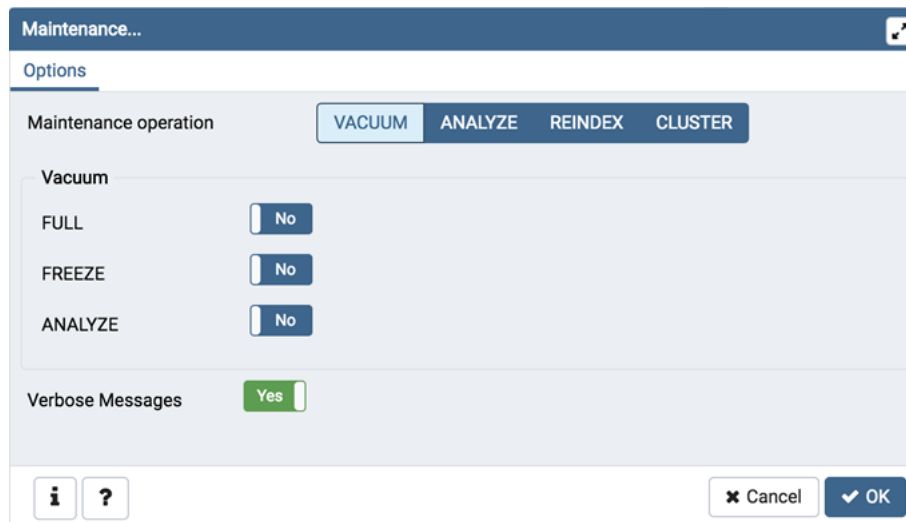 Maintenance...
Options
Maintenance operation VACUUM ANALYZE REINDEX CLUSTER
Vacuum
FULL No
FREEZE No
ANALYZE No
Verbose Messages Yes
i ? Cancel OK